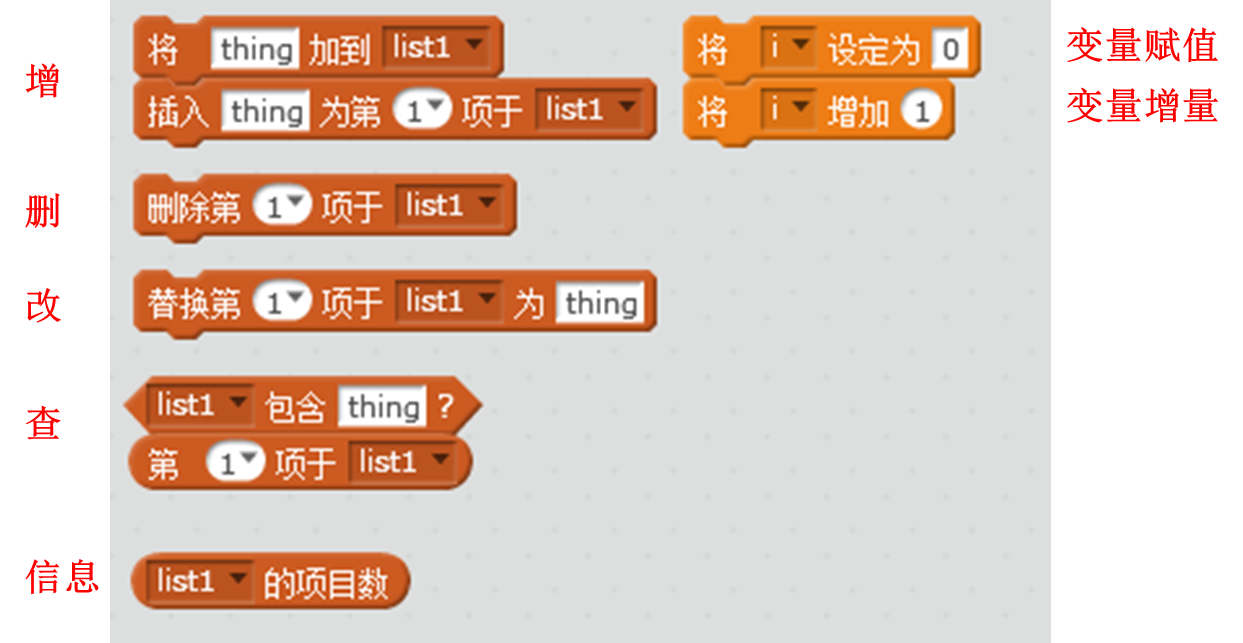 增
将 thing 加到 list1
插入 thing 为第 1 项于 list1
将 i 设定为 0
将 i 增加 1
变量赋值
变量增量
删
删除第 1 项于 list1
改
替换第 1 项于 list1 为 thing
查
list1 包含 thing ?
第 1 项于 list1
信息
list1 的项目数